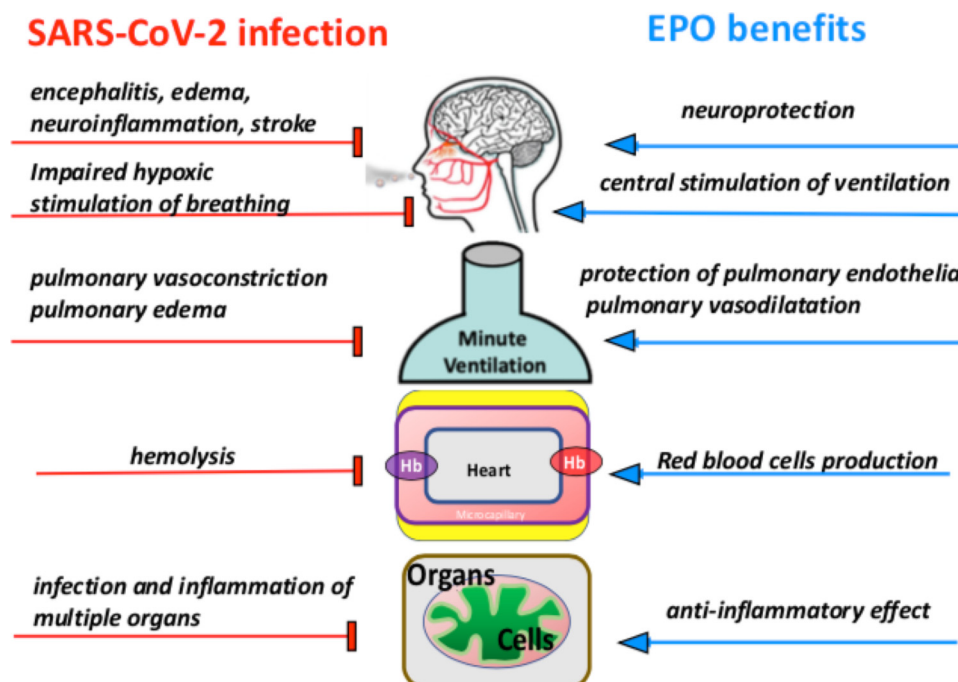 SARS-CoV-2 infection
EPO benefits
encephalitis, edema,
neuroinflammation, stroke
neuroprotection
Impaired hypoxic
stimulation of breathing
central stimulation of ventilation
pulmonary vasoconstriction
pulmonary edema
protection of pulmonary endothelia
pulmonary vasodilatation
Minute
Ventilation
hemolysis
Hb
Heart
Hb
Microcapillary
Red blood cells production
infection and inflammation of
multiple organs
Organs
Cells
anti-inflammatory effect